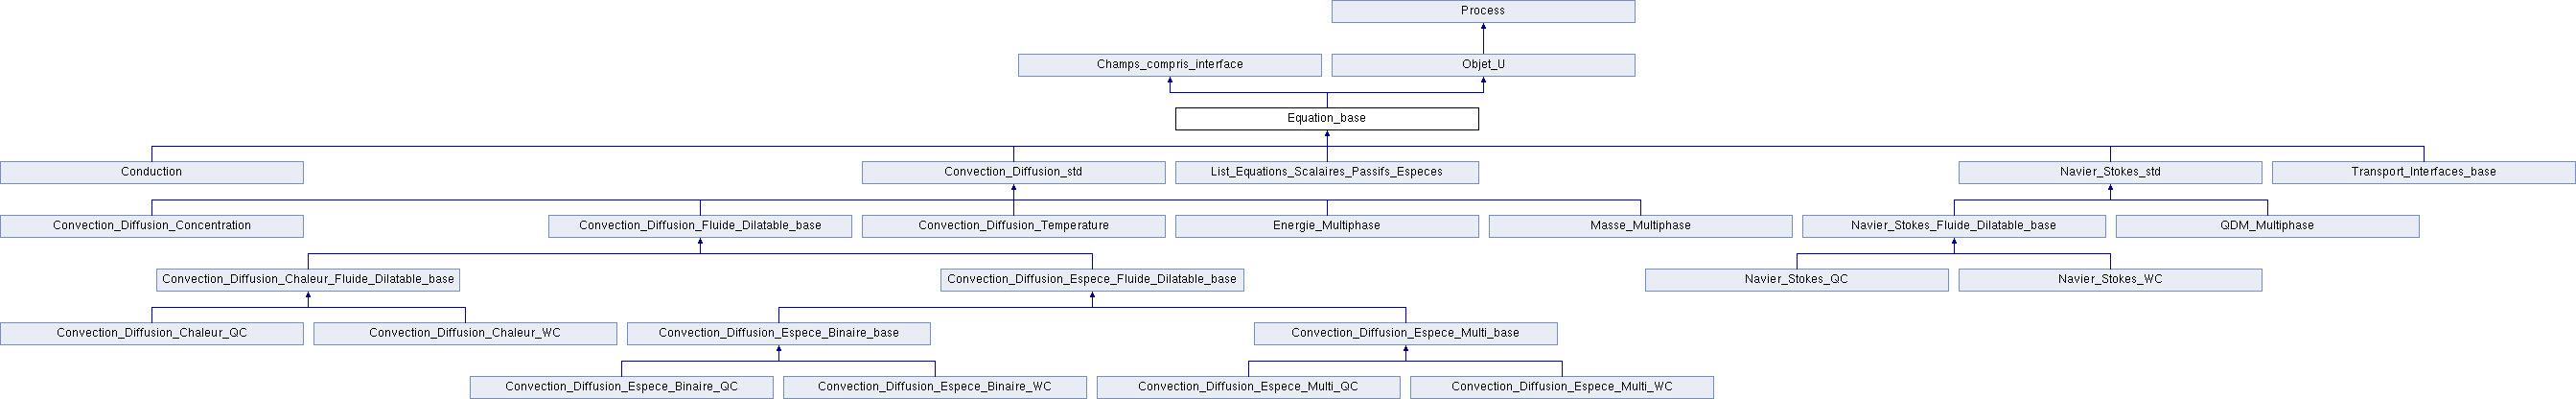 Process
Champs_compris_interface
Objet_U
Equation_base
Conduction
Convection_Diffusion_std
List_Equations_Scalaires_Passifs_Especes
Navier_Stokes_std
Transport_Interfaces_base
Convection_Diffusion_Concentration
Convection_Diffusion_Fluide_Dilatable_base
Convection_Diffusion_Temperature
Energie_Multiphase
Masse_Multiphase
Navier_Stokes_Fluide_Dilatable_base
QDM_Multiphase
Convection_Diffusion_Chaleur_Fluide_Dilatable_base
Convection_Diffusion_Espece_Fluide_Dilatable_base
Navier_Stokes_QC
Navier_Stokes_WC
Convection_Diffusion_Chaleur_QC
Convection_Diffusion_Chaleur_WC
Convection_Diffusion_Espece_Binaire_base
Convection_Diffusion_Espece_Multi_base
Convection_Diffusion_Espece_Binaire_QC
Convection_Diffusion_Espece_Binaire_WC
Convection_Diffusion_Espece_Multi_QC
Convection_Diffusion_Espece_Multi_WC